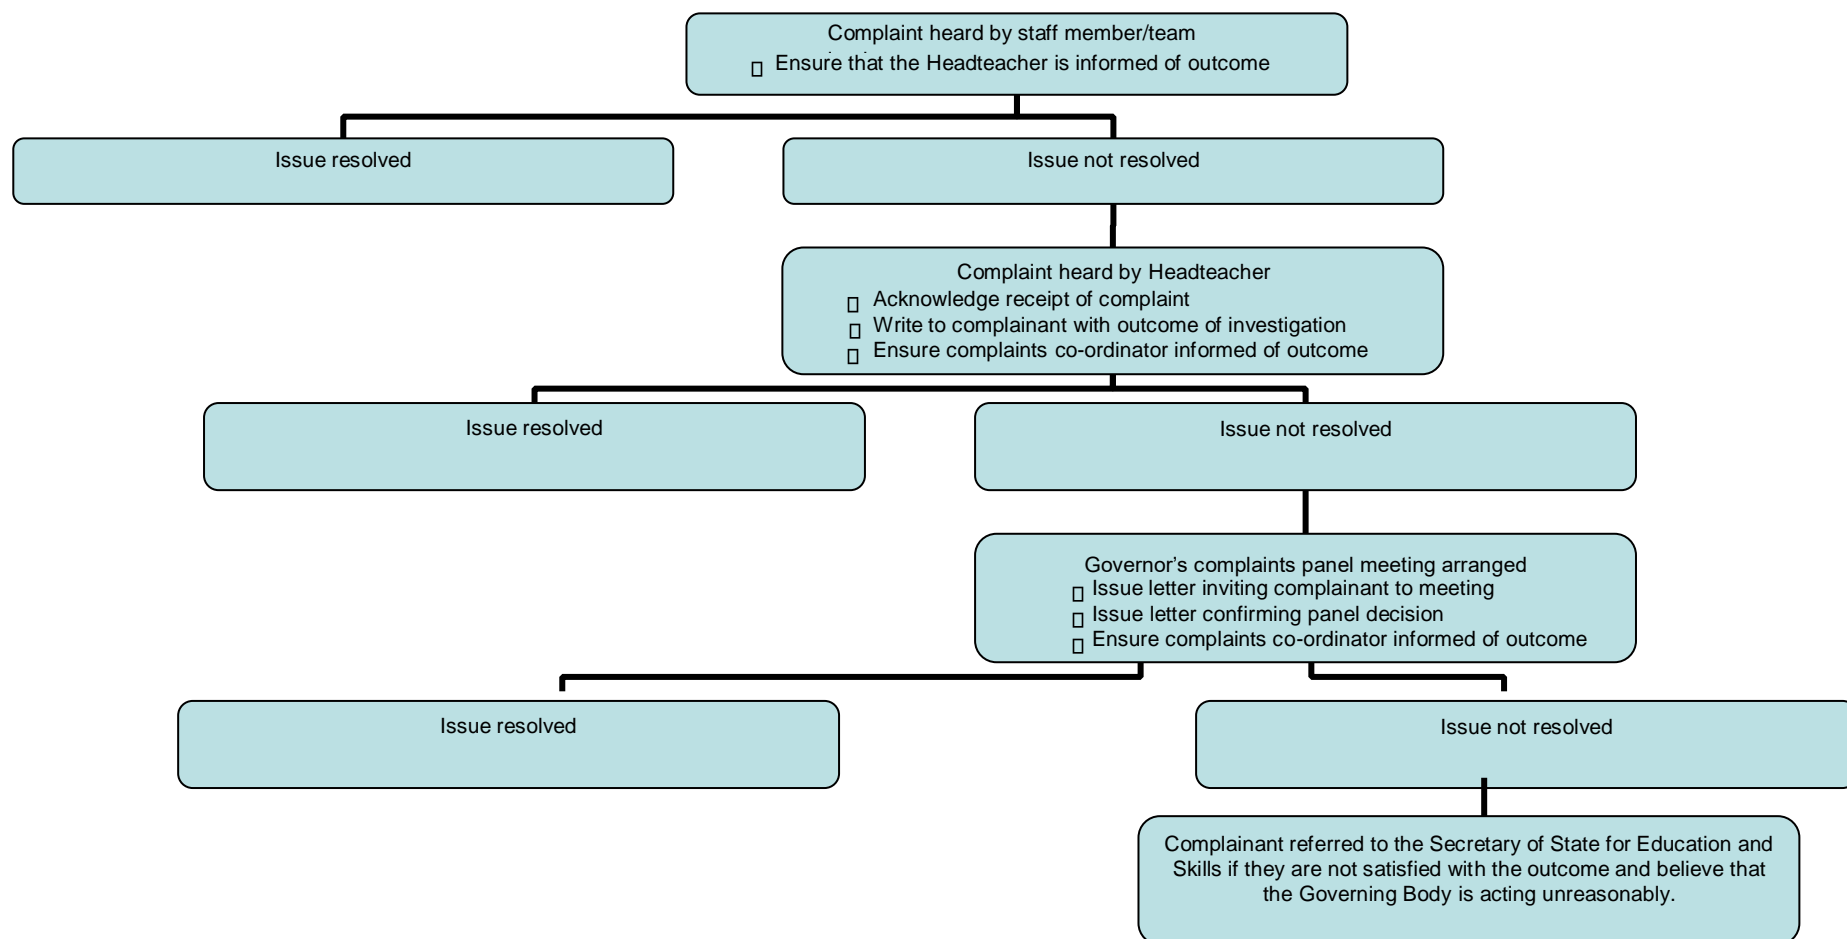 Complaint heard by staff member/team
Ensure that the Headteacher is informed of outcome
Issue resolved
Issue not resolved
Complaint heard by Headteacher
Acknowledge receipt of complaint
Write to complainant with outcome of investigation
Ensure complaints co-ordinator informed of outcome
Issue resolved
Issue not resolved
Governor’s complaints panel meeting arranged
Issue letter inviting complainant to meeting
Issue letter confirming panel decision
Ensure complaints co-ordinator informed of outcome
Issue resolved
Issue not resolved
Complainant referred to the Secretary of State for Education and
Skills if they are not satisfied with the outcome and believe that
the Governing Body is acting unreasonably.